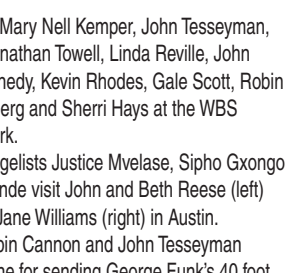 Mary Nell Kemper, John Tesseyman,
nathan Towell, Linda Reville, John
nedy, Kevin Rhodes, Gale Scott, Robin
erg and Sherri Hays at the WBS
rk.
gelists Justice Mvelase, Sipho Gxongo
nde visit John and Beth Reese (left)
Jane Williams (right) in Austin.
bin Cannon and John Tesseyman
ne for sending George Funk's 40 foot